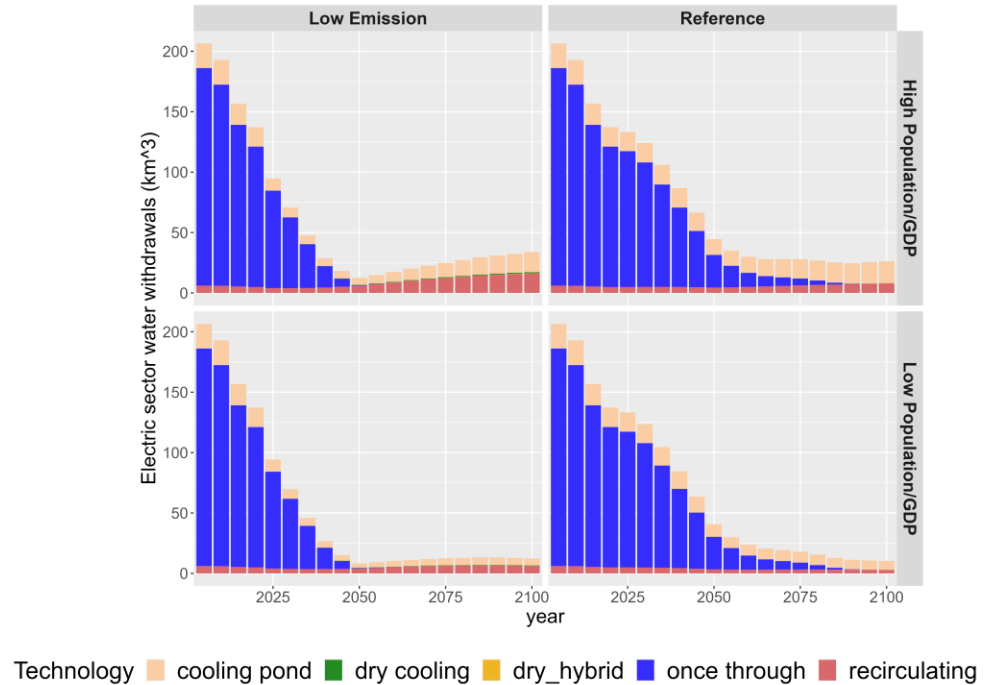 Low Emission
Reference
Electric sector water withdrawals (km^3)
200
150
100
50
0
High Population/GDP
200
150
100
50
0
Low Population/GDP
2025
2050
2075
2100
2025
2050
2075
2100
year
Technology
cooling pond
dry cooling
dry_hybrid
once through
recirculating